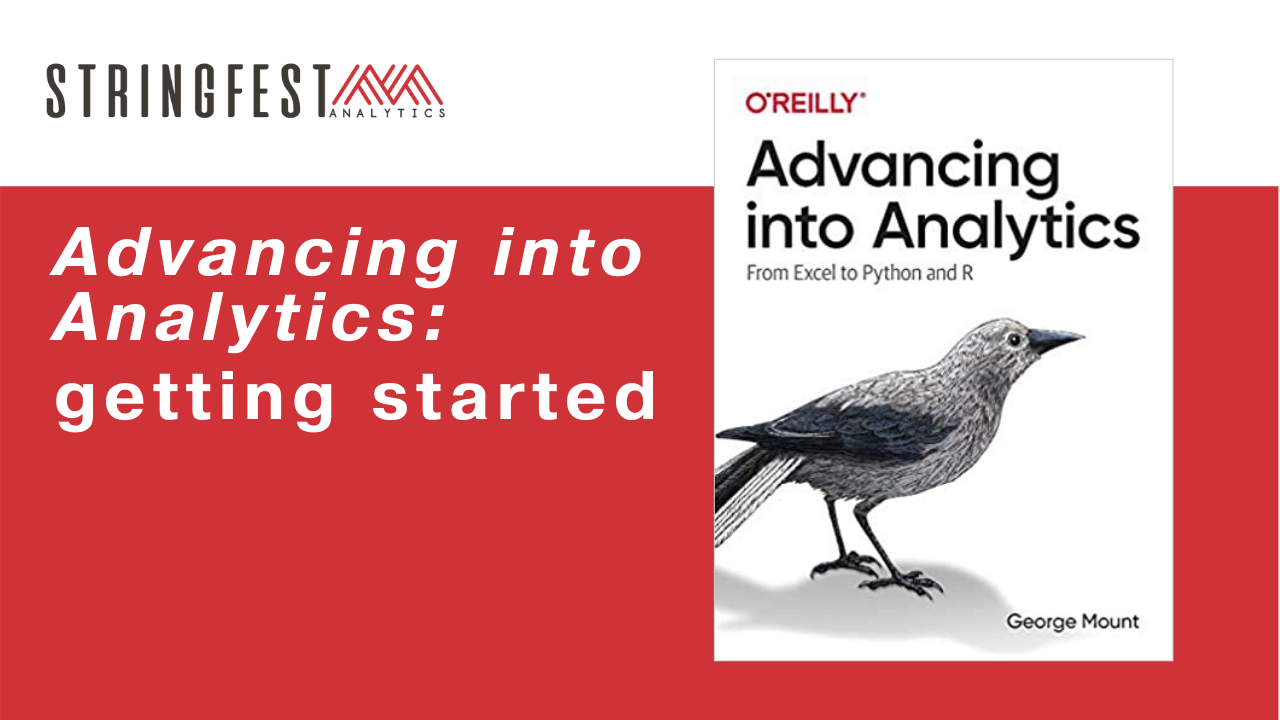 STRINGFEST
ANALYTICS
Advancing into
Analytics:
getting started
O'REILLY®
Advancing
into Analytics
From Excel to Python and R
George Mount